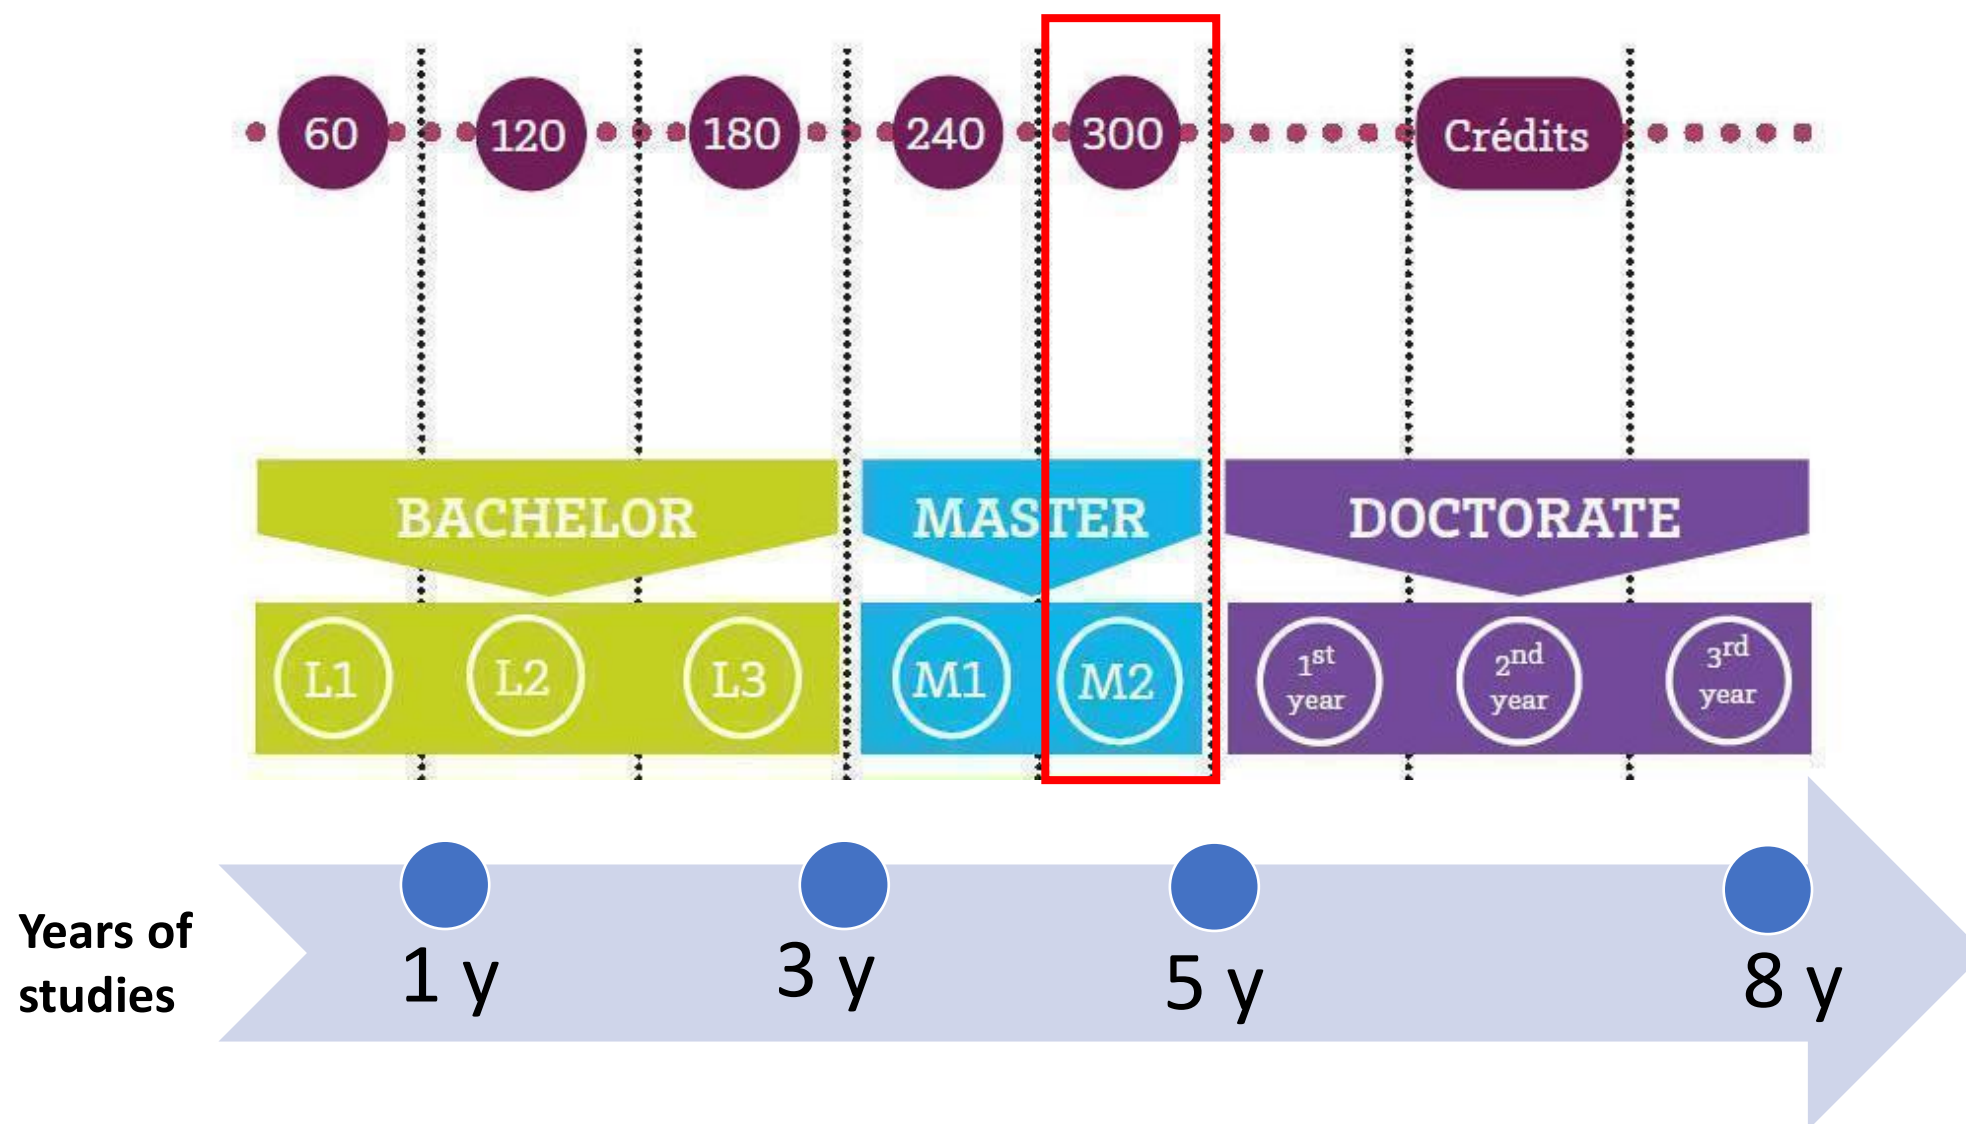 60
120
180
240
300
Crédits
BACHELOR
MASTER
DOCTORATE
L1
L2
L3
M1
M2
1st
year
2nd
year
3rd
year
Years of
studies
1 y
3 y
5 y
8 y